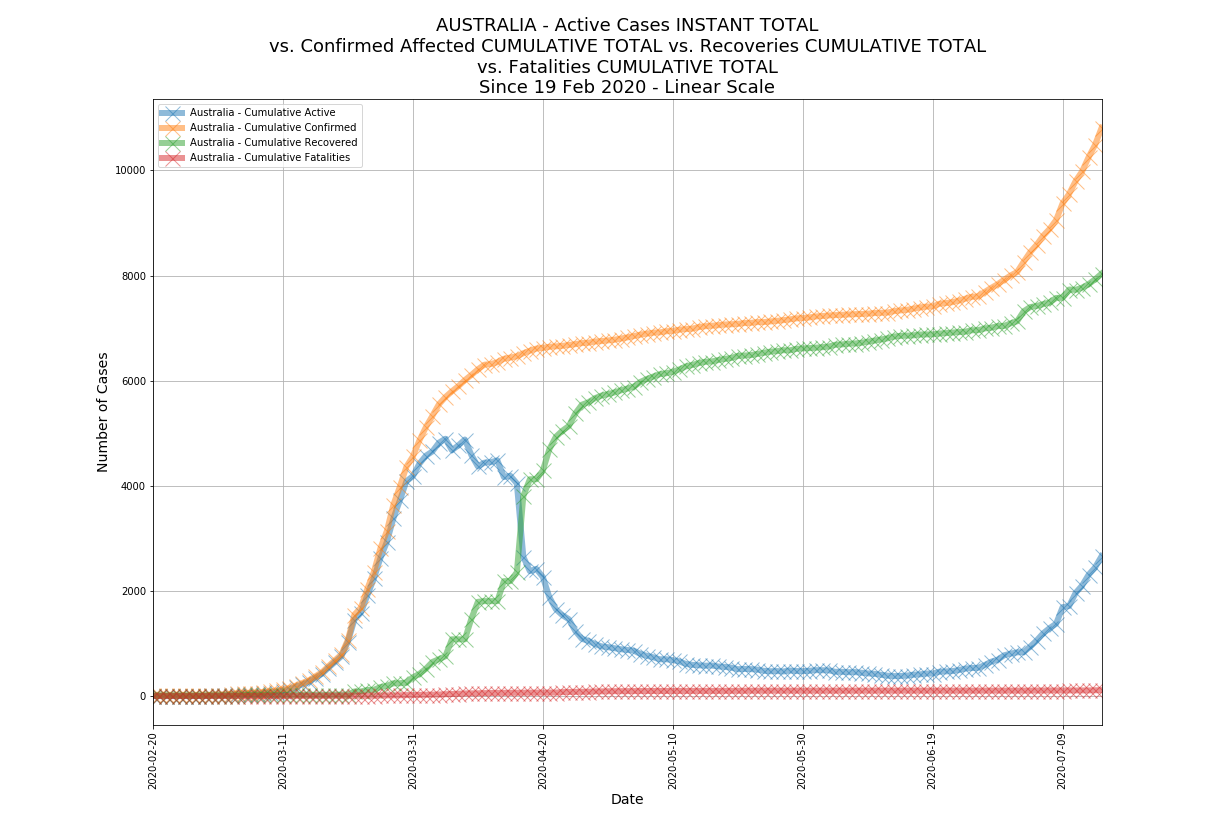 AUSTRALIA - Active Cases INSTANT TOTAL
vs. Confirmed Affected CUMULATIVE TOTAL vs. Recoveries CUMULATIVE TOTAL
vs. Fatalities CUMULATIVE TOTAL
Since 19 Feb 2020 - Linear Scale
Australia - Cumulative Active
Australia - Cumulative Confirmed
Australia - Cumulative Recovered
Australia - Cumulative Fatalities
10000
8000
6000
4000
2000
0
Number of Cases
2020-02-20
2020-03-11
2020-03-31
2020-04-20
2020-05-10
2020-05-30
2020-06-19
2020-07-09
Date